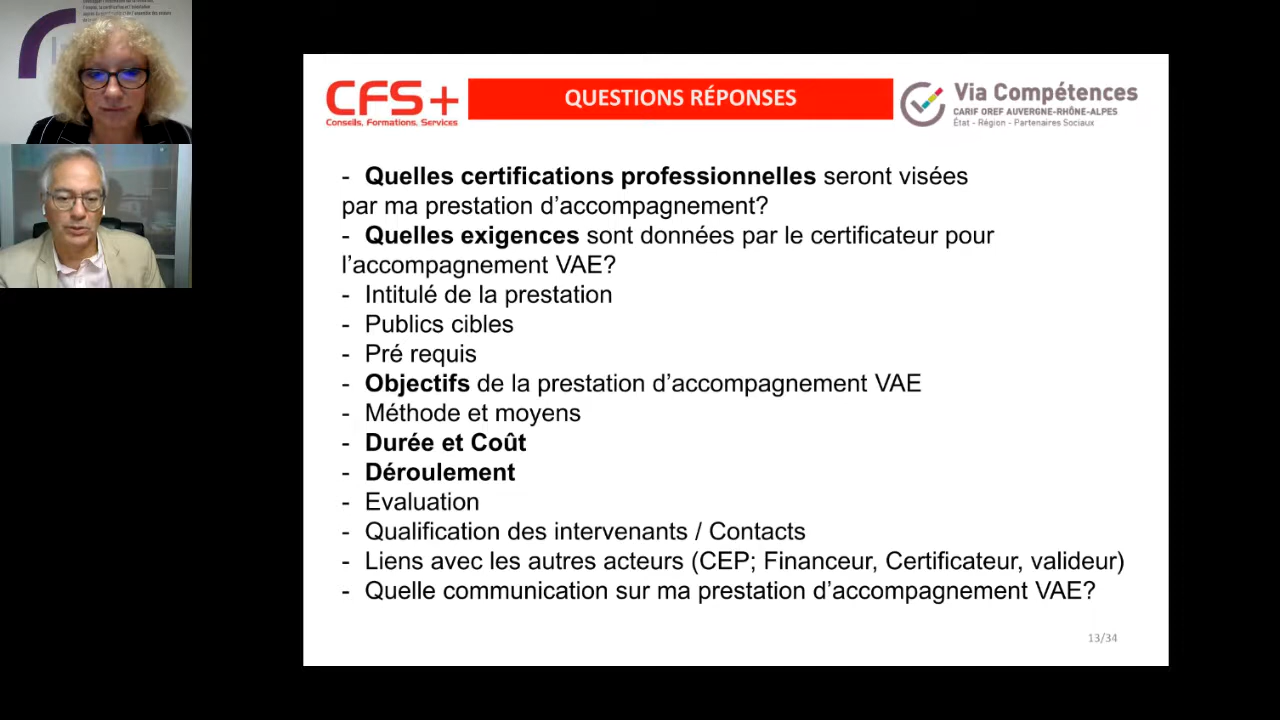 CFS+
Conseils, Formations, Services
QUESTIONS RÉPONSES
Via Compétences
CARIF OREF AUVERGNE-RHÔNE-ALPES
État - Région - Partenaires Sociaux
- Quelles certifications professionnelles seront visées
par ma prestation d’accompagnement?
- Quelles exigences sont données par le certificateur pour
l’accompagnement VAE?
- Intitulé de la prestation
- Publics cibles
- Pré requis
- Objectifs de la prestation d’accompagnement VAE
- Méthode et moyens
- Durée et Coût
- Déroulement
- Evaluation
- Qualification des intervenants / Contacts
- Liens avec les autres acteurs (CEP; Financeur, Certificateur, valideur)
- Quelle communication sur ma prestation d’accompagnement VAE?
13/34